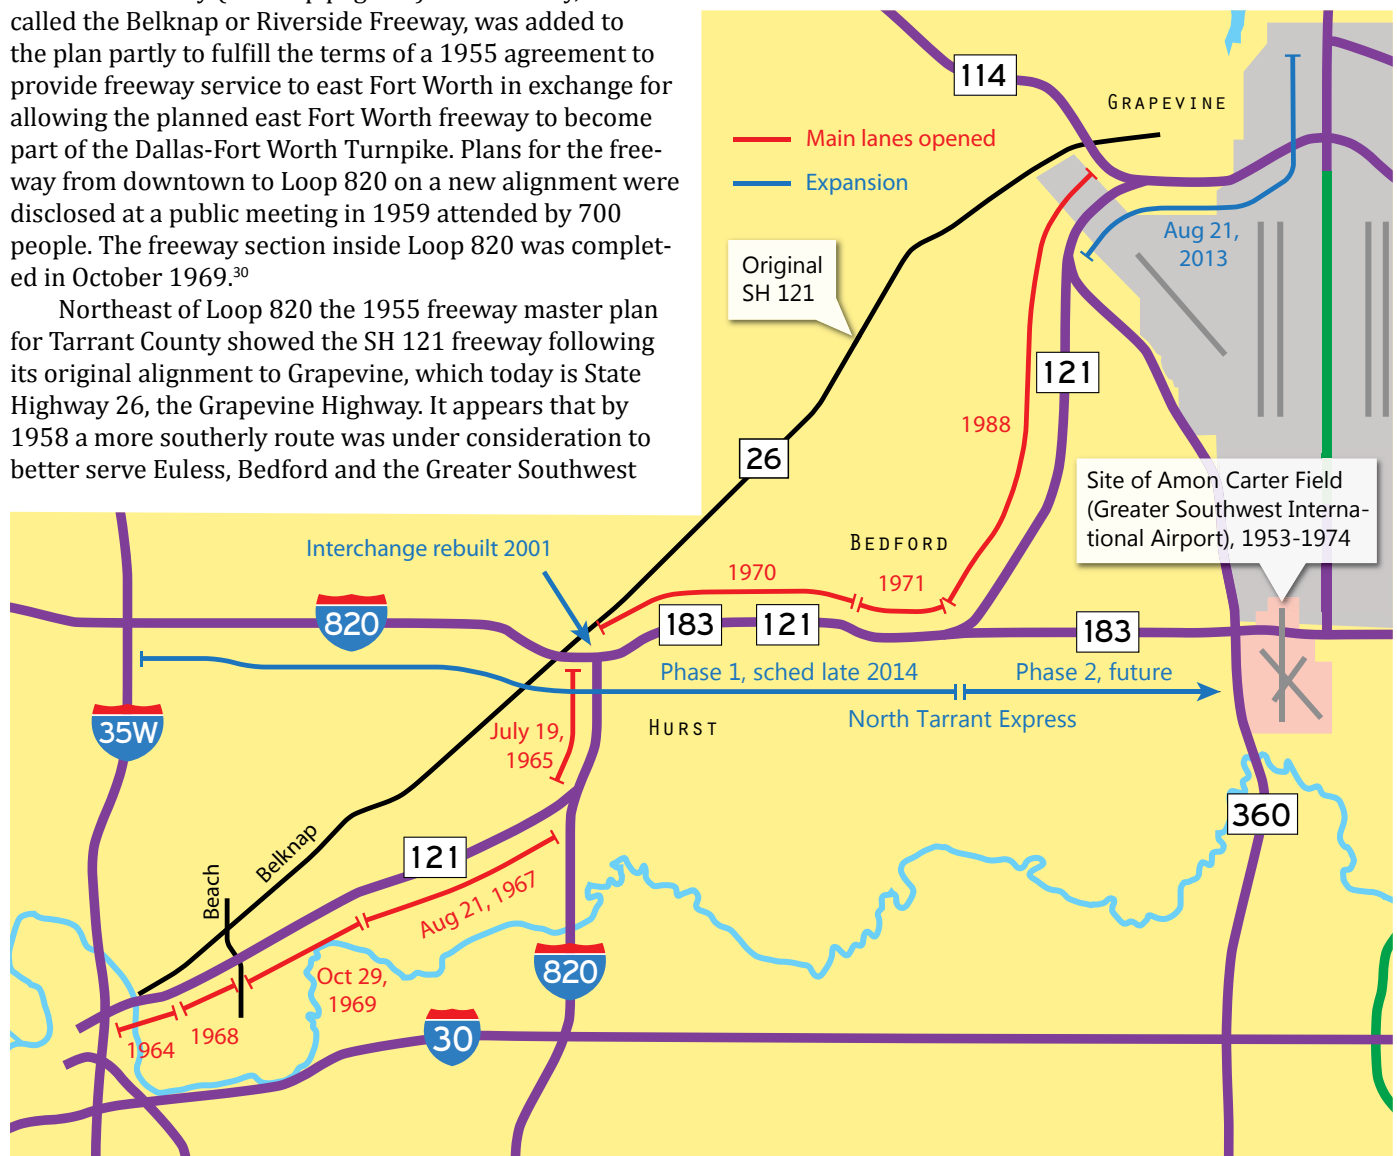 called the Belknap or Riverside Freeway, was added to
the plan partly to fulfill the terms of a 1955 agreement to
provide freeway service to east Fort Worth in exchange for
allowing the planned east Fort Worth freeway to become
part of the Dallas-Fort Worth Turnpike. Plans for the free-
way from downtown to Loop 820 on a new alignment were
disclosed at a public meeting in 1959 attended by 700
people. The freeway section inside Loop 820 was complet-
ed in October 1969.30
Northeast of Loop 820 the 1955 freeway master plan
for Tarrant County showed the SH 121 freeway following
its original alignment to Grapevine, which today is State
Highway 26, the Grapevine Highway. It appears that by
1958 a more southerly route was under consideration to
better serve Euless, Bedford and the Greater Southwest
114
GRAPEVINE
Main lanes opened
Expansion
Aug 21,
2013
Original
SH 121
121
1988
26
Site of Amon Carter Field
(Greater Southwest Interna-
tional Airport), 1953-1974
Interchange rebuilt 2001
BEDFORD
1970
1971
820
183
121
183
Phase 1, sched late 2014
Phase 2, future
North Tarrant Express
35W
HURST
July 19,
1965
360
121
Belknap
Beach
Aug 21, 1967
820
Oct 29,
1969
1968
1964
30